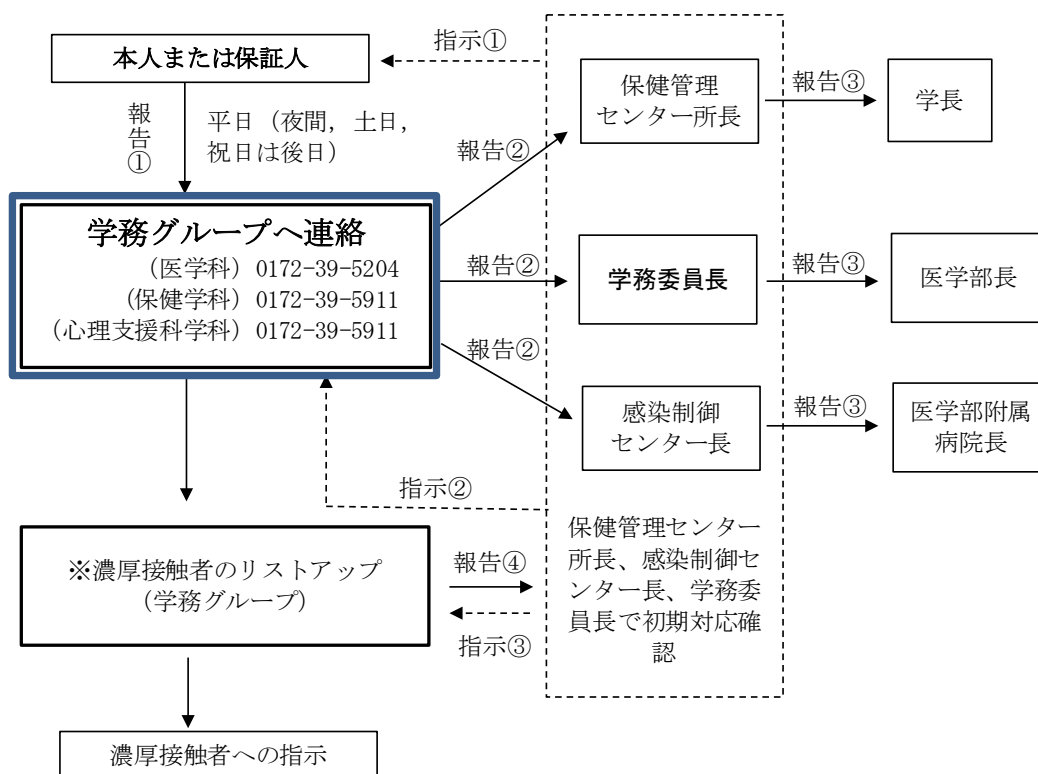 指示①
本人または保証人
報告①
平日（夜間，土日，
祝日は後日）
保健管理
センター所長
報告③
学長
報告②
学務グループへ連絡
(医学科）0172-39-5204
(保健学科）0172-39-5911
(心理支援科学科）0172-39-5911
報告②
学務委員長
報告③
医学部長
報告②
感染制御
センター長
報告③
医学部附属
病院長
指示②
保健管理センター
所長、感染制御セ
ンター長、学務委
員長で初期対応確
認
※濃厚接触者のリストアップ
（学務グループ）
報告④
指示③
濃厚接触者への指示